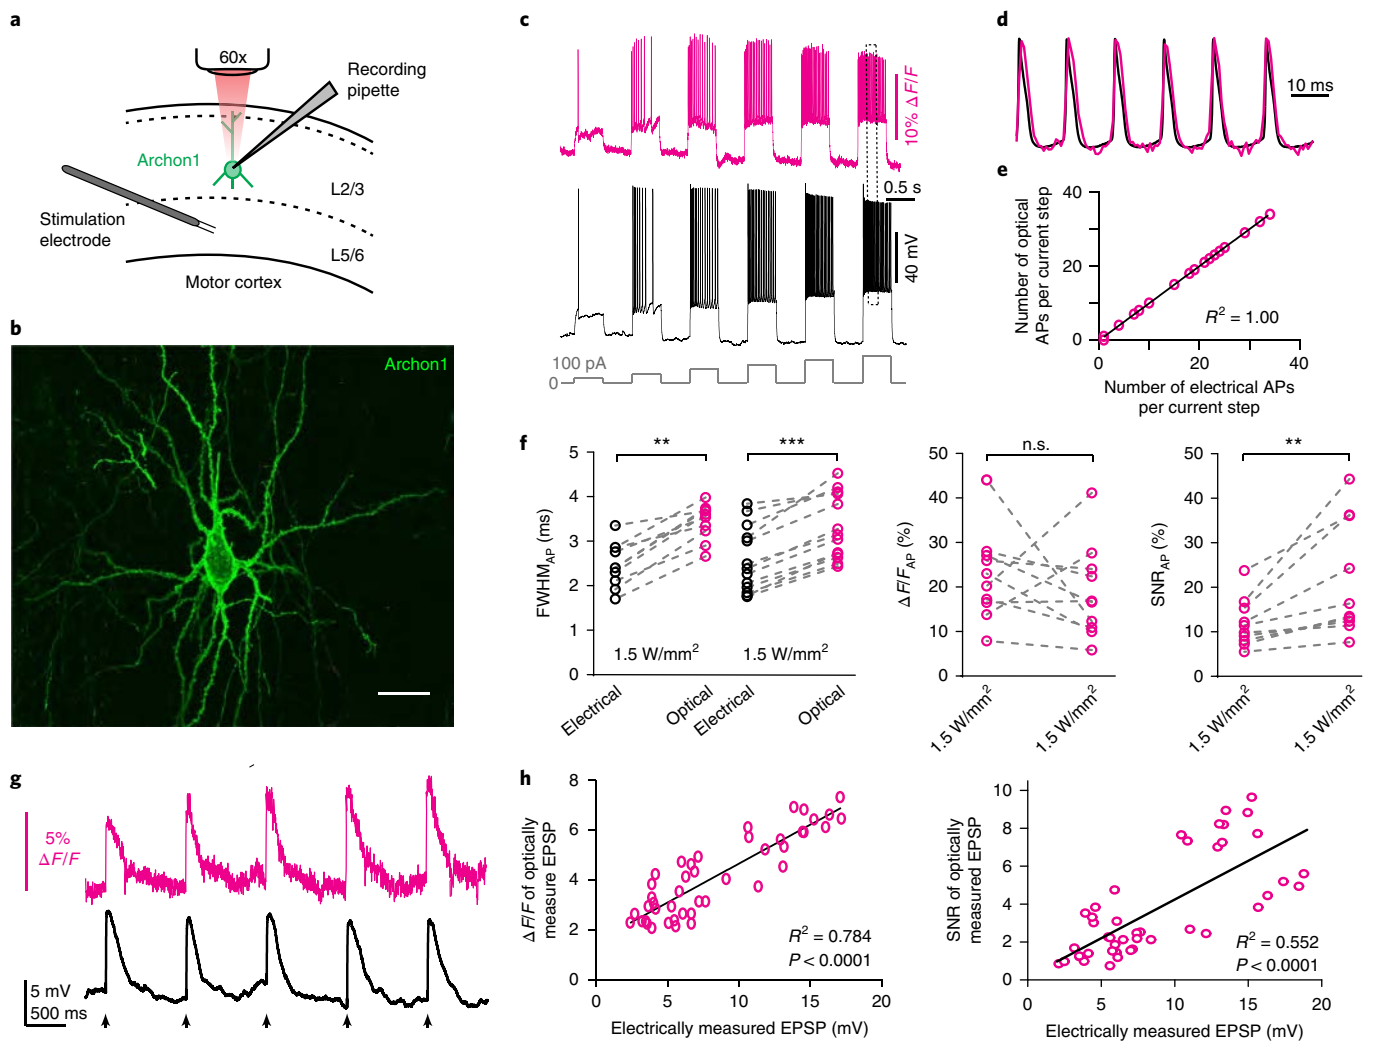 a
60x
Recording
pipette
Archon1
L2/3
Stimulation
electrode
L5/6
Motor cortex
b
Archon1
c
10% ΔF/F
0.5 s
40 mV
100 pA
0
d
10 ms
e
Number of optical
APs per current step
40
20
0
R² = 1.00
0
20
40
Number of electrical APs
per current step
f
FWHM_AP (ms)
5
4
3
2
1
0
**
***
1.5 W/mm²
1.5 W/mm²
Electrical
Optical
Electrical
Optical
ΔF/F_AP (%)
50
40
30
20
10
0
n.s.
1.5 W/mm²
1.5 W/mm²
SNR_AP (%)
50
40
30
20
10
0
**
1.5 W/mm²
1.5 W/mm²
g
5%
ΔF/F
5 mV
500 ms
h
ΔF/F of optically
measure EPSP
8
6
4
2
0
R² = 0.784
P < 0.0001
0
5
10
15
20
Electrically measured EPSP (mV)
SNR of optically
measured EPSP
10
8
6
4
2
0
R² = 0.552
P < 0.0001
0
5
10
15
20
Electrically measured EPSP (mV)